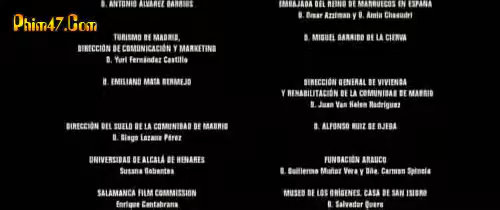 Phim47.Com
D. ANTONIO ÁLVAREZ BARRIOS
TURISMO DE MADRID,
DIRECCIÓN DE COMUNICACIÓN Y MARKETING
D. Yuri Fernández Castillo
D. EMILIANO MATA BERMEJO
DIRECCIÓN DEL SUELO DE LA COMUNIDAD DE MADRID
D. Diego Lozano Pérez
UNIVERSIDAD DE ALCALÁ DE HENARES
Susana Gobantes
SALAMANCA FILM COMMISSION
Enrique Cantabrana
EMBAJADA DEL REINO DE MARRUECOS EN ESPAÑA
D. Omar Azziman y D. Amin Chaoudri
D. MIGUEL GARRIDO DE LA CIERVA
DIRECCIÓN GENERAL DE VIVIENDA
Y REHABILITACIÓN DE LA COMUNIDAD DE MADRID
D. Juan Van Halen Rodríguez
D. ALFONSO RUIZ DE OJEDA
FUNDACIÓN ARAUCO
D. Guillermo Muñoz Vera y Dña. Carmen Spinola
MUSEO DE LOS ORÍGENES. CASA DE SAN ISIDRO
D. Salvador Quero